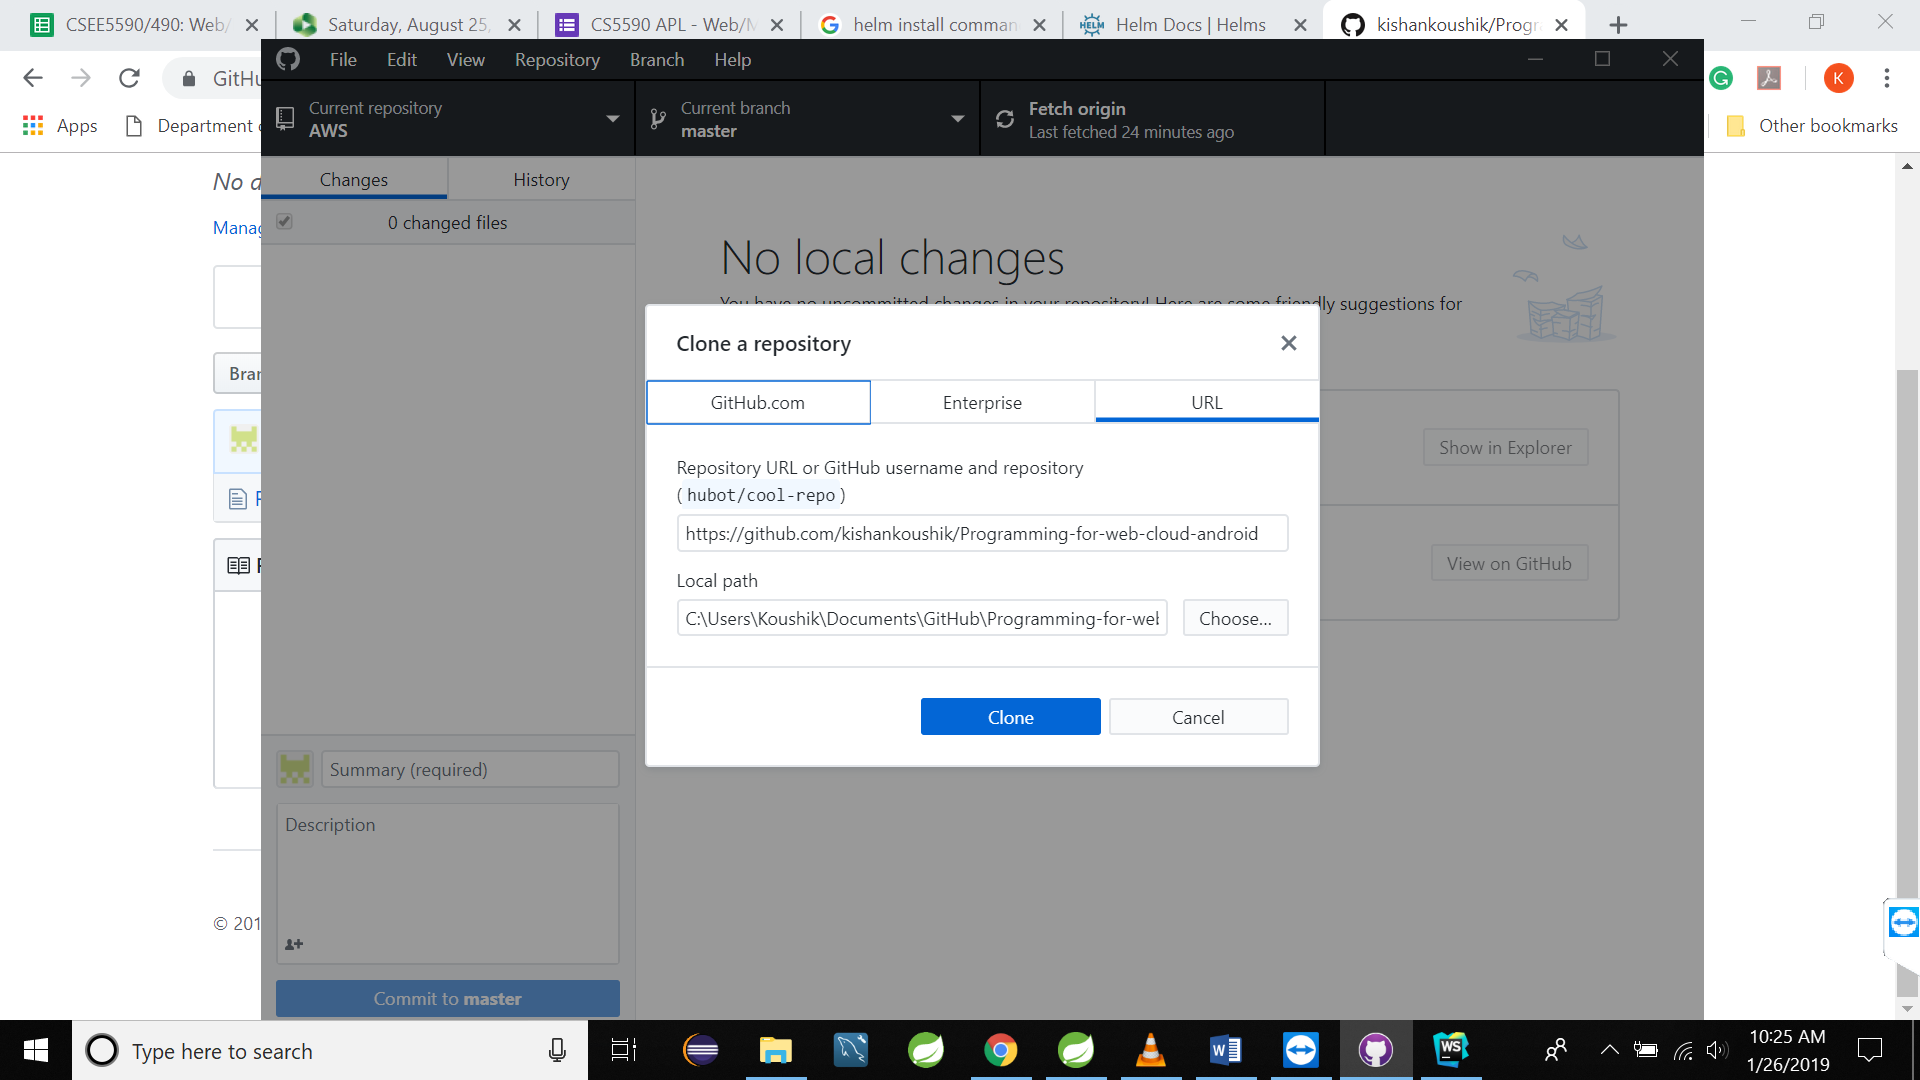 CSEE5590/490: Web/
Saturday, August 25,
CS5590 APL - Web/M
helm install comman
HELM Helm Docs | Helms
kishankoushik/Progr
GitHu
K
File Edit View Repository Branch Help
Apps
Department
Other bookmarks
Current repository
AWS
Current branch
master
Fetch origin
Last fetched 24 minutes ago
No
Manag
Changes History
0 changed files
No local changes
You have no uncommitted changes in your repository! Here are some friendly suggestions for
Bran
Clone a repository
GitHub.com Enterprise URL
Repository URL or GitHub username and repository
(hubot/cool-repo)
https://github.com/kishankoushik/Programming-for-web-cloud-android
Local path
C:\Users\Koushik\Documents\GitHub\Programming-for-wel
Choose...
Clone Cancel
Show in Explorer
View on GitHub
Summary (required)
Description
© 201
Commit to master
Type here to search
WS
10:25 AM
1/26/2019